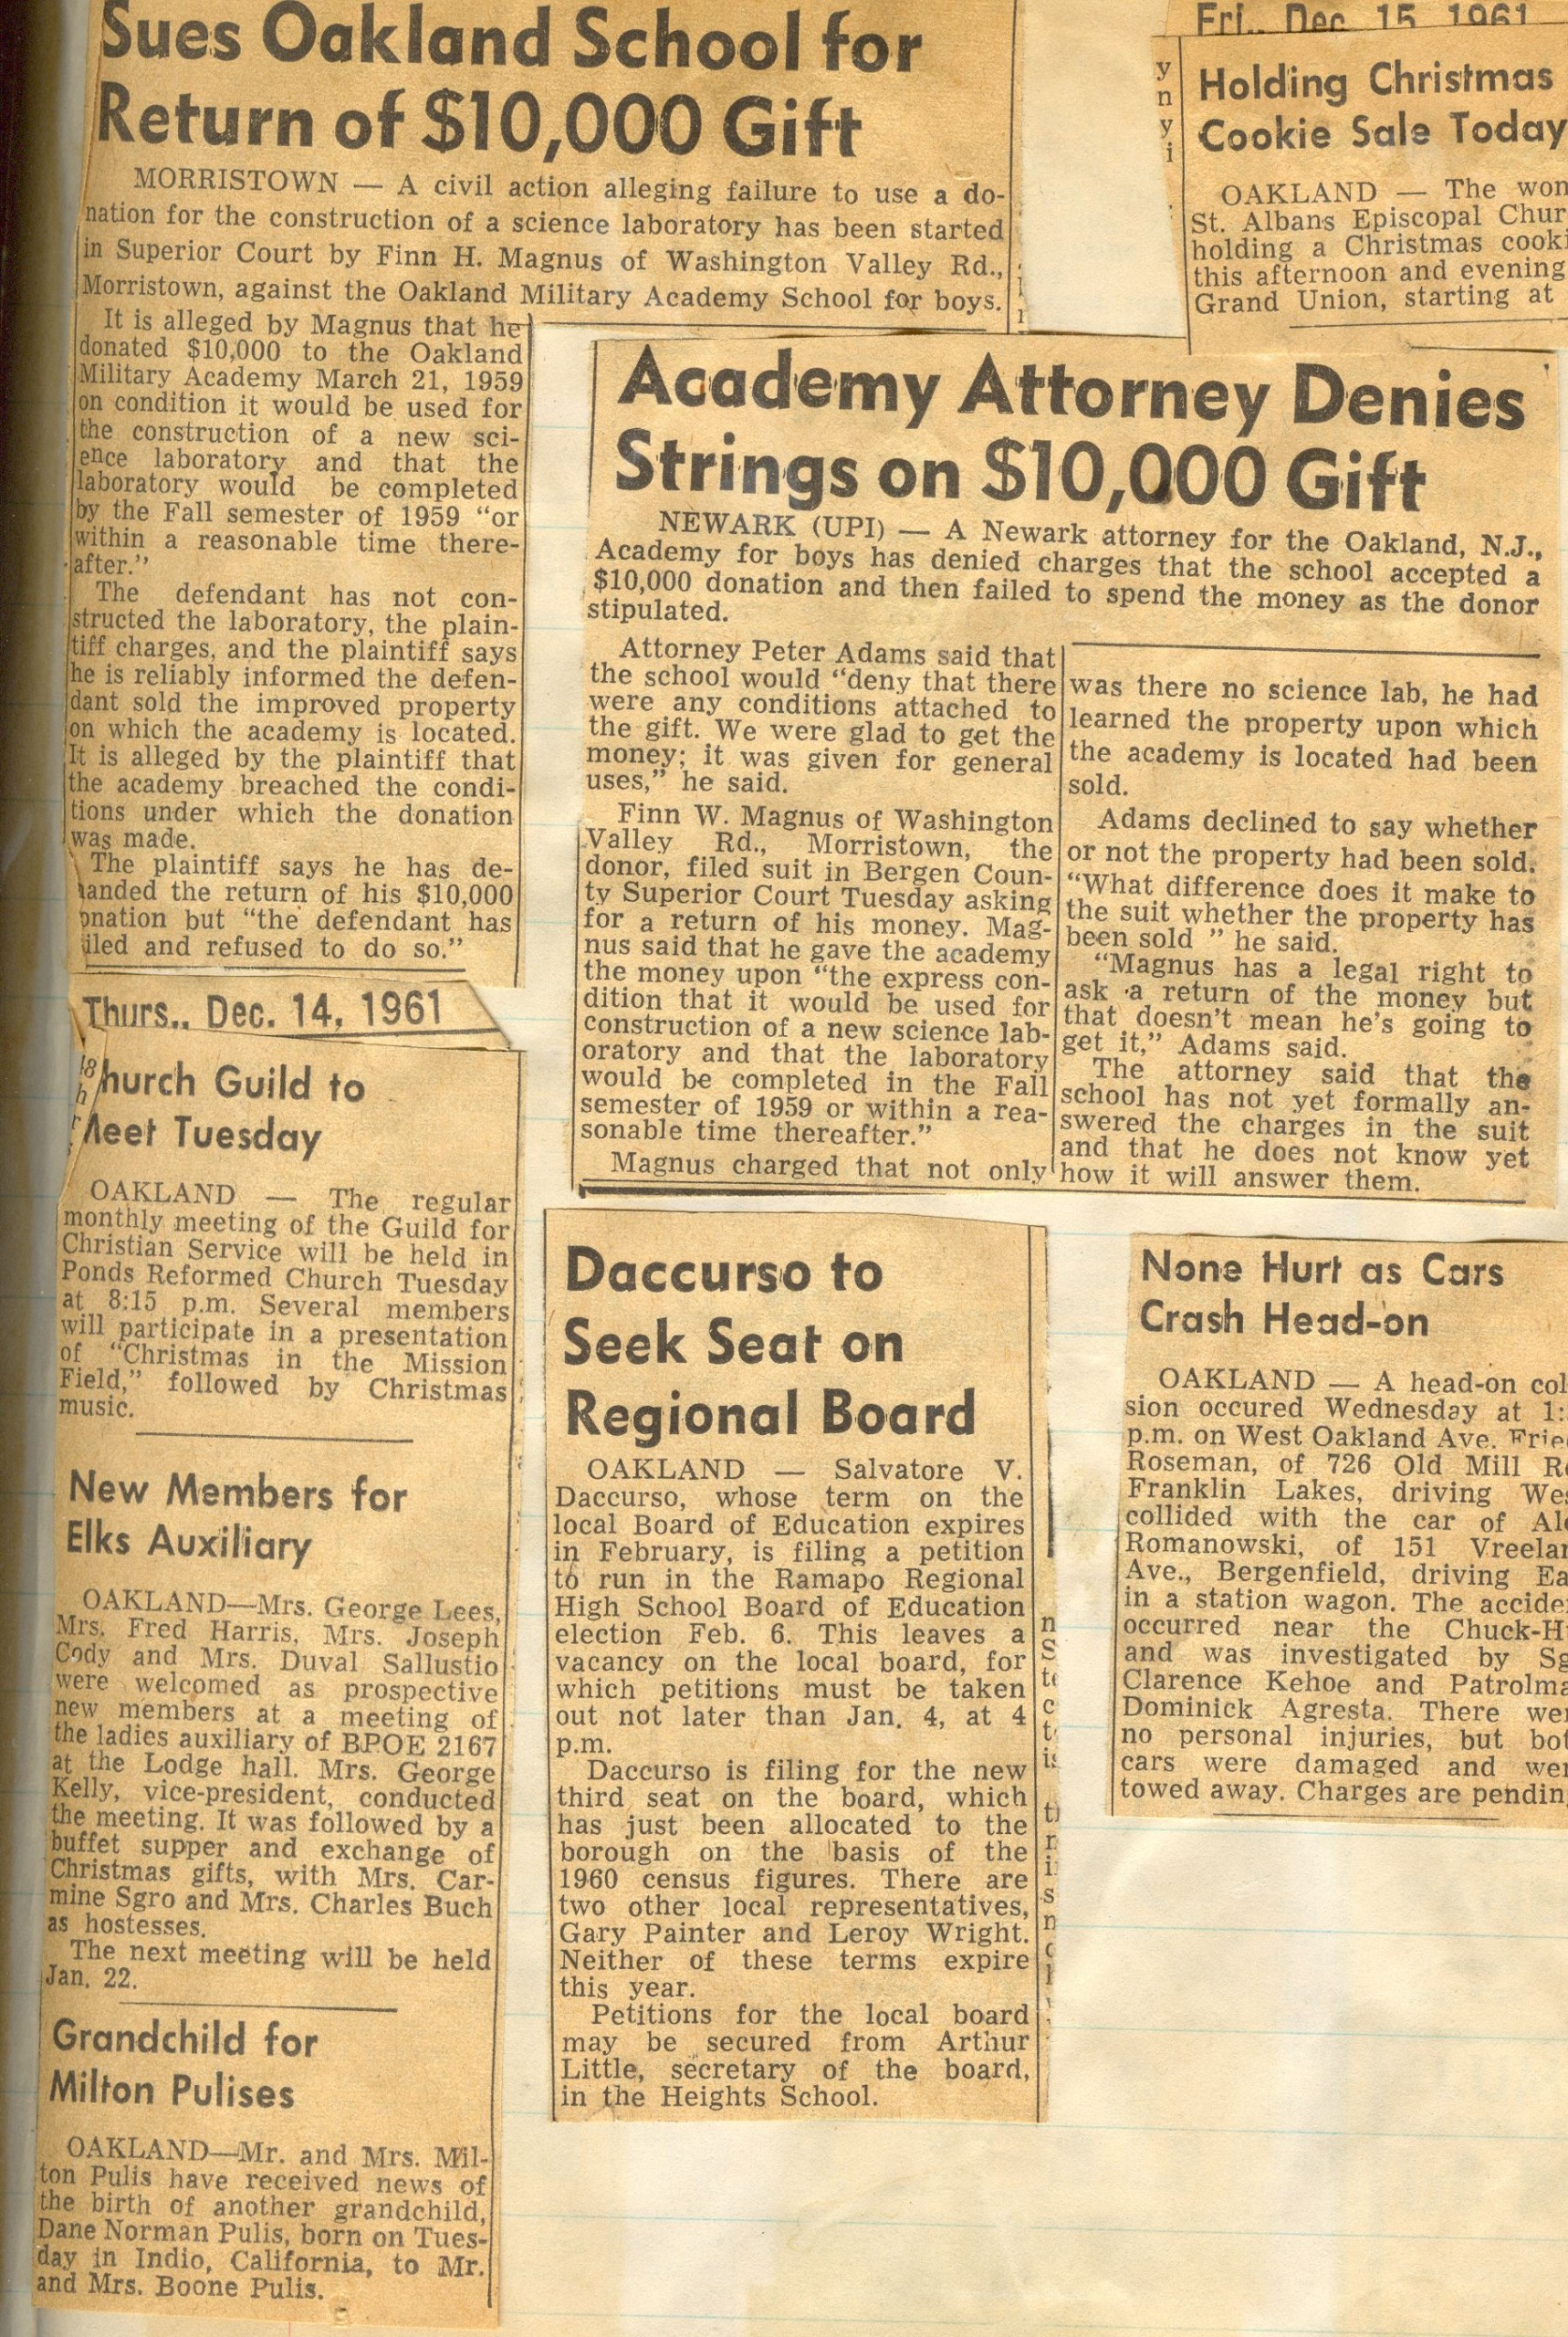 Sues Oakland School for
Return of $10,000 Gift
MORRISTOWN — A civil action alleging failure to use a do-
nation for the construction of a science laboratory has been started
in Superior Court by Finn H. Magnus of Washington Valley Rd.,
Morristown, against the Oakland Military Academy School for boys.
It is alleged by Magnus that he
donated $10,000 to the Oakland
Military Academy March 21, 1959
on condition it would be used for
the construction of a new sci-
ence laboratory and that the
laboratory would be completed
by the Fall semester of 1959 “or
within a reasonable time there-
after.”
The defendant has not con-
structed the laboratory, the plain-
tiff charges, and the plaintiff says
he is reliably informed the defen-
dant sold the improved property
on which the academy is located.
It is alleged by the plaintiff that
the academy breached the condi-
tions under which the donation
was made.
The plaintiff says he has de-
anded the return of his $10,000
onation but “the defendant has
iled and refused to do so.”
Thurs., Dec. 14, 1961
hurch Guild to
Meet Tuesday
OAKLAND — The regular
monthly meeting of the Guild for
Christian Service will be held in
Ponds Reformed Church Tuesday
at 8:15 p.m. Several members
will participate in a presentation
of “Christmas in the Mission
Field,” followed by Christmas
music.
New Members for
Elks Auxiliary
OAKLAND—Mrs. George Lees,
Mrs. Fred Harris, Mrs. Joseph
Cody and Mrs. Duval Sallustio
were welcomed as prospective
new members at a meeting of
the ladies auxiliary of BPOE 2167
at the Lodge hall. Mrs. George
Kelly, vice-president, conducted
the meeting. It was followed by a
buffet supper and exchange of
Christmas gifts, with Mrs. Car-
mine Sgro and Mrs. Charles Buch
as hostesses.
The next meeting will be held
Jan. 22.
Grandchild for
Milton Pulises
OAKLAND—Mr. and Mrs. Mil-
ton Pulis have received news of
the birth of another grandchild,
Dane Norman Pulis, born on Tues-
day in Indio, California, to Mr.
and Mrs. Boone Pulis.
Fri., Dec. 15, 1961
Holding Christmas
Cookie Sale Today
OAKLAND — The wom
St. Albans Episcopal Chur
holding a Christmas cooki
this afternoon and evening
Grand Union, starting at
Academy Attorney Denies
Strings on $10,000 Gift
NEWARK (UPI) — A Newark attorney for the Oakland, N.J.,
Academy for boys has denied charges that the school accepted a
$10,000 donation and then failed to spend the money as the donor
stipulated.
Attorney Peter Adams said that
the school would “deny that there
were any conditions attached to
the gift. We were glad to get the
money; it was given for general
uses,” he said.
Finn W. Magnus of Washington
Valley Rd., Morristown, the
donor, filed suit in Bergen Coun-
ty Superior Court Tuesday asking
for a return of his money. Mag-
nus said that he gave the academy
the money upon “the express con-
dition that it would be used for
construction of a new science lab-
oratory and that the laboratory
would be completed in the Fall
semester of 1959 or within a rea-
sonable time thereafter.”
Magnus charged that not only
was there no science lab, he had
learned the property upon which
the academy is located had been
sold.
Adams declined to say whether
or not the property had been sold.
“What difference does it make to
the suit whether the property has
been sold ” he said.
“Magnus has a legal right to
ask a return of the money but
that doesn't mean he's going to
get it,” Adams said.
The attorney said that the
school has not yet formally an-
swered the charges in the suit
and that he does not know yet
how it will answer them.
Daccurso to
Seek Seat on
Regional Board
OAKLAND — Salvatore V.
Daccurso, whose term on the
local Board of Education expires
in February, is filing a petition
to run in the Ramapo Regional
High School Board of Education
election Feb. 6. This leaves a
vacancy on the local board, for
which petitions must be taken
out not later than Jan. 4, at 4
p.m.
Daccurso is filing for the new
third seat on the board, which
has just been allocated to the
borough on the basis of the
1960 census figures. There are
two other local representatives,
Gary Painter and Leroy Wright.
Neither of these terms expire
this year.
Petitions for the local board
may be secured from Arthur
Little, secretary of the board,
in the Heights School.
None Hurt as Cars
Crash Head-on
OAKLAND — A head-on col
sion occured Wednesday at 1:
p.m. on West Oakland Ave. Frie
Roseman, of 726 Old Mill R
Franklin Lakes, driving Wes
collided with the car of Al
Romanowski, of 151 Vreelan
Ave., Bergenfield, driving Ea
in a station wagon. The accide
occurred near the Chuck-H
and was investigated by Sg
Clarence Kehoe and Patrolma
Dominick Agresta. There wer
no personal injuries, but bot
cars were damaged and wer
towed away. Charges are pendin